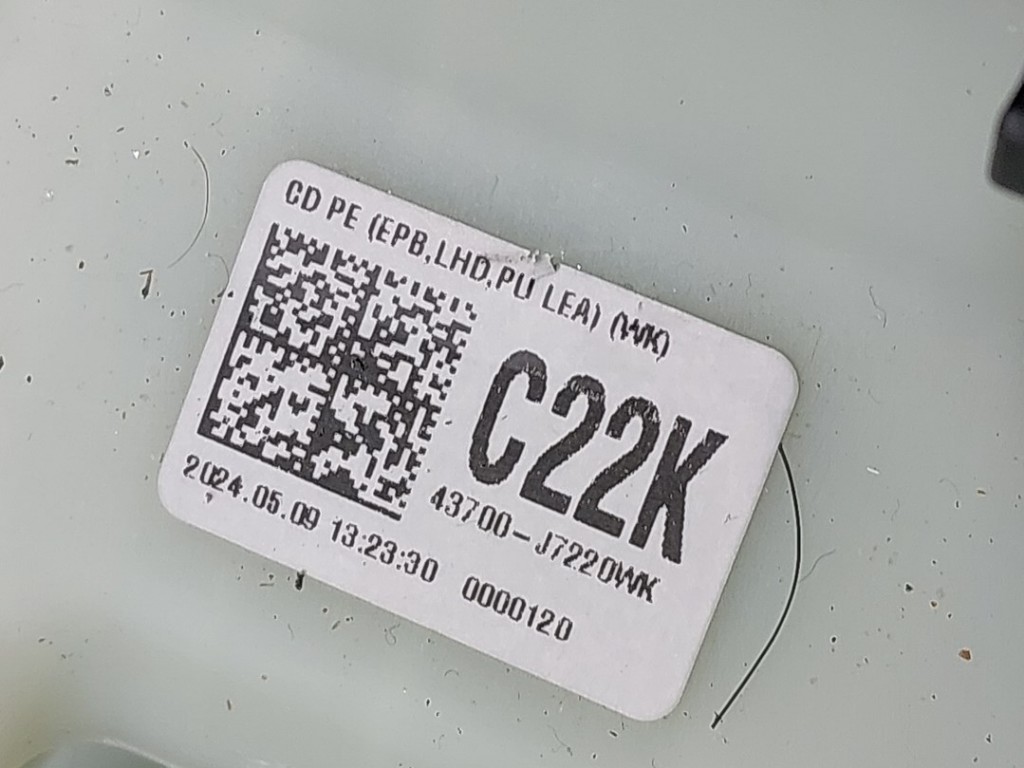 CD PE (EPB,LHD,PU LEA) (WK)
C22K
43700-J7220WK
2024.05.09 13:23:30 0000120